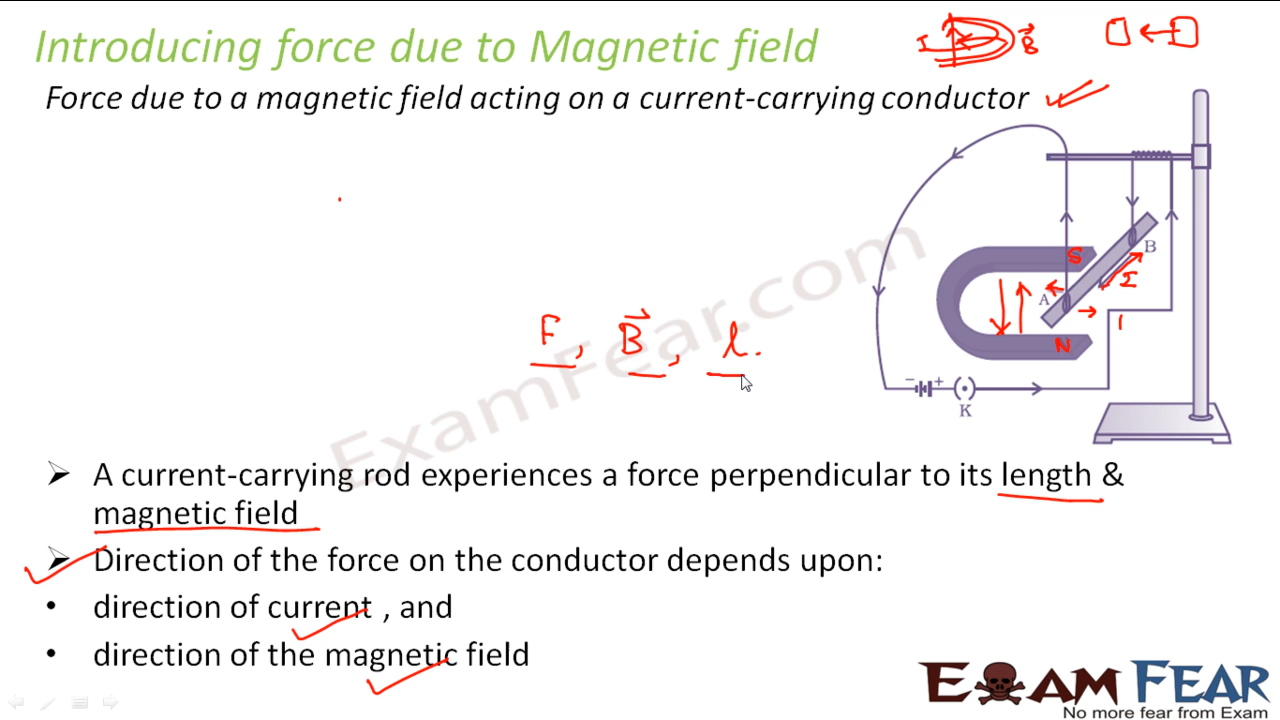 Introducing force due to Magnetic field
I B
Force due to a magnetic field acting on a current-carrying conductor
ExamFear.com
S
B
A
I
N
I
F, B, l.
- +
K
➢ A current-carrying rod experiences a force perpendicular to its length &
magnetic field
➢ Direction of the force on the conductor depends upon:
• direction of current , and
• direction of the magnetic field
EXAM FEAR
No more fear from Exam